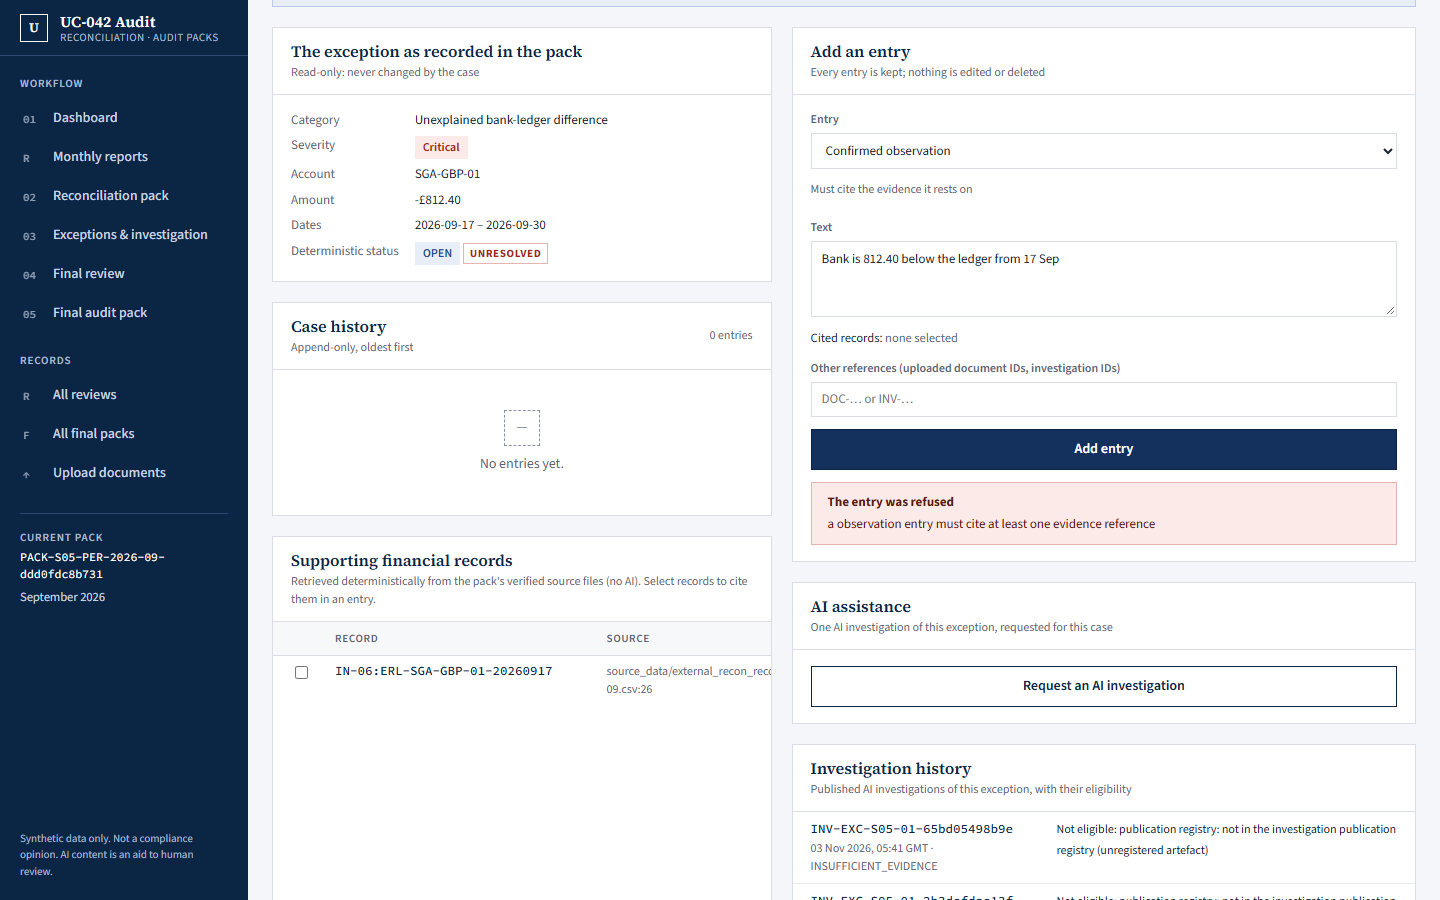 U
UC-042 Audit
RECONCILIATION · AUDIT PACKS
WORKFLOW
01 Dashboard
R Monthly reports
02 Reconciliation pack
03 Exceptions & investigation
04 Final review
05 Final audit pack
RECORDS
R All reviews
F All final packs
↑ Upload documents
CURRENT PACK
PACK-S05-PER-2026-09-
ddd0fdc8b731
September 2026
Synthetic data only. Not a compliance
opinion. AI content is an aid to human
review.
The exception as recorded in the pack
Read-only: never changed by the case
Category Unexplained bank-ledger difference
Severity Critical
Account SGA-GBP-01
Amount -£812.40
Dates 2026-09-17 – 2026-09-30
Deterministic status OPEN UNRESOLVED
Case history
Append-only, oldest first
0 entries
—
No entries yet.
Supporting financial records
Retrieved deterministically from the pack's verified source files (no AI). Select records to cite
them in an entry.
RECORD SOURCE
IN-06:ERL-SGA-GBP-01-20260917 source_data/external_recon_rec
09.csv:26
Add an entry
Every entry is kept; nothing is edited or deleted
Entry
Confirmed observation
Must cite the evidence it rests on
Text
Bank is 812.40 below the ledger from 17 Sep
Cited records: none selected
Other references (uploaded document IDs, investigation IDs)
DOC-… or INV-…
Add entry
The entry was refused
a observation entry must cite at least one evidence reference
AI assistance
One AI investigation of this exception, requested for this case
Request an AI investigation
Investigation history
Published AI investigations of this exception, with their eligibility
INV-EXC-S05-01-65bd05498b9e Not eligible: publication registry: not in the investigation publication
03 Nov 2026, 05:41 GMT · registry (unregistered artefact)
INSUFFICIENT_EVIDENCE